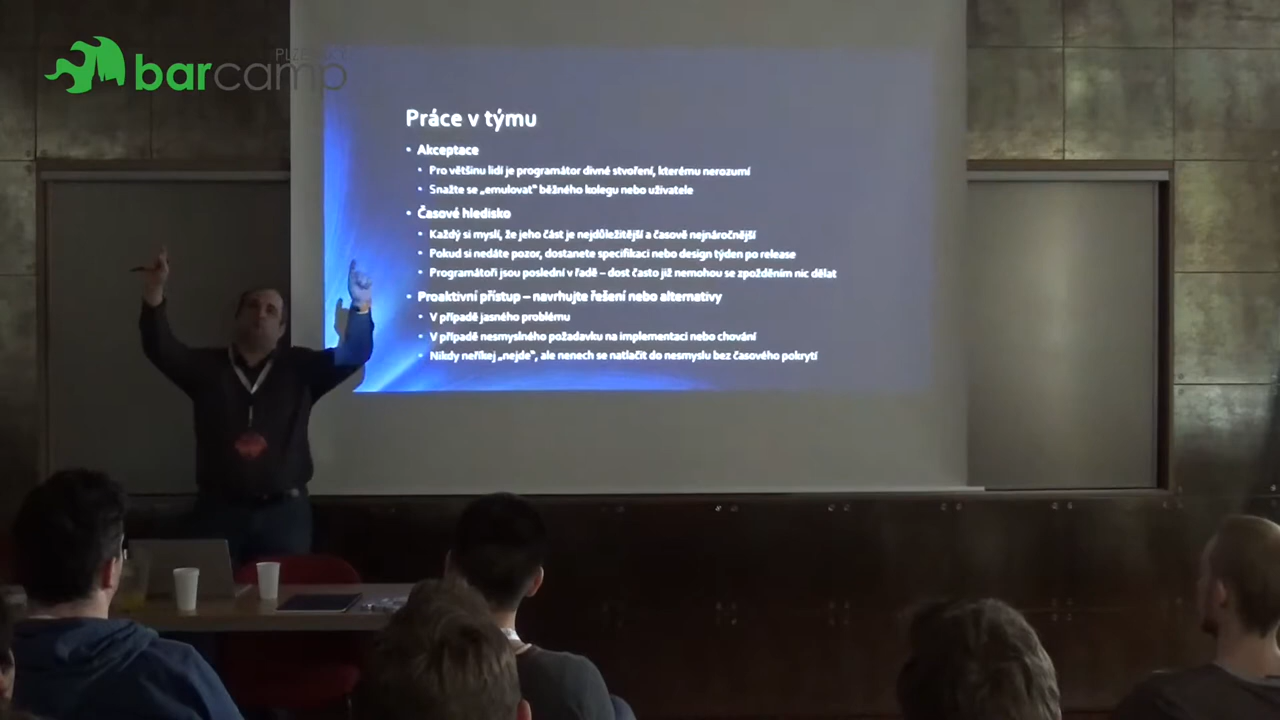 PLZEŇSKÝ
barcamp
Práce v týmu
• Akceptace
• Pro většinu lidí je programátor divné stvoření, kterému nerozumí
• Snažte se „emulovat“ běžného kolegu nebo uživatele
• Časové hledisko
• Každý si myslí, že jeho část je nejdůležitější a časově nejnáročnější
• Pokud si nedáte pozor, dostanete specifikaci nebo design týden po release
• Programátoři jsou poslední v řadě – dost často již nemohou se zpožděním nic dělat
• Proaktivní přístup – navrhujte řešení nebo alternativy
• V případě jasného problému
• V případě nesmyslného požadavku na implementaci nebo chování
• Nikdy neříkej „nejde“, ale nenech se natlačit do nesmyslu bez časového pokrytí